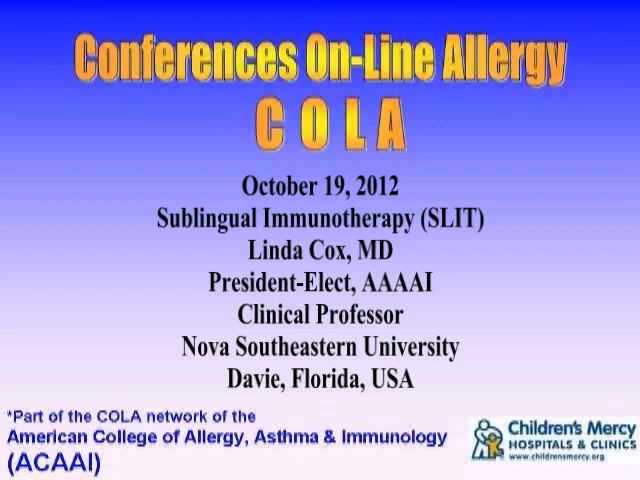 Conferences On-Line Allergy
C O L A
October 19, 2012
Sublingual Immunotherapy (SLIT)
Linda Cox, MD
President-Elect, AAAAI
Clinical Professor
Nova Southeastern University
Davie, Florida, USA
*Part of the COLA network of the
American College of Allergy, Asthma & Immunology
(ACAAI)
Children's Mercy
HOSPITALS & CLINICS
www.childrensmercy.org